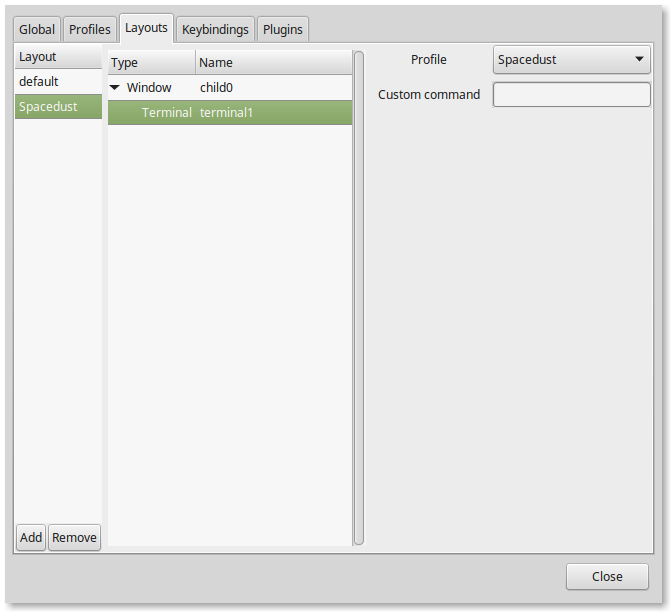 Global Profiles Layouts Keybindings Plugins
Layout
default
Spacedust
Type Name
Window child0
Terminal terminal1
Profile Spacedust
Custom command
Add Remove
Close